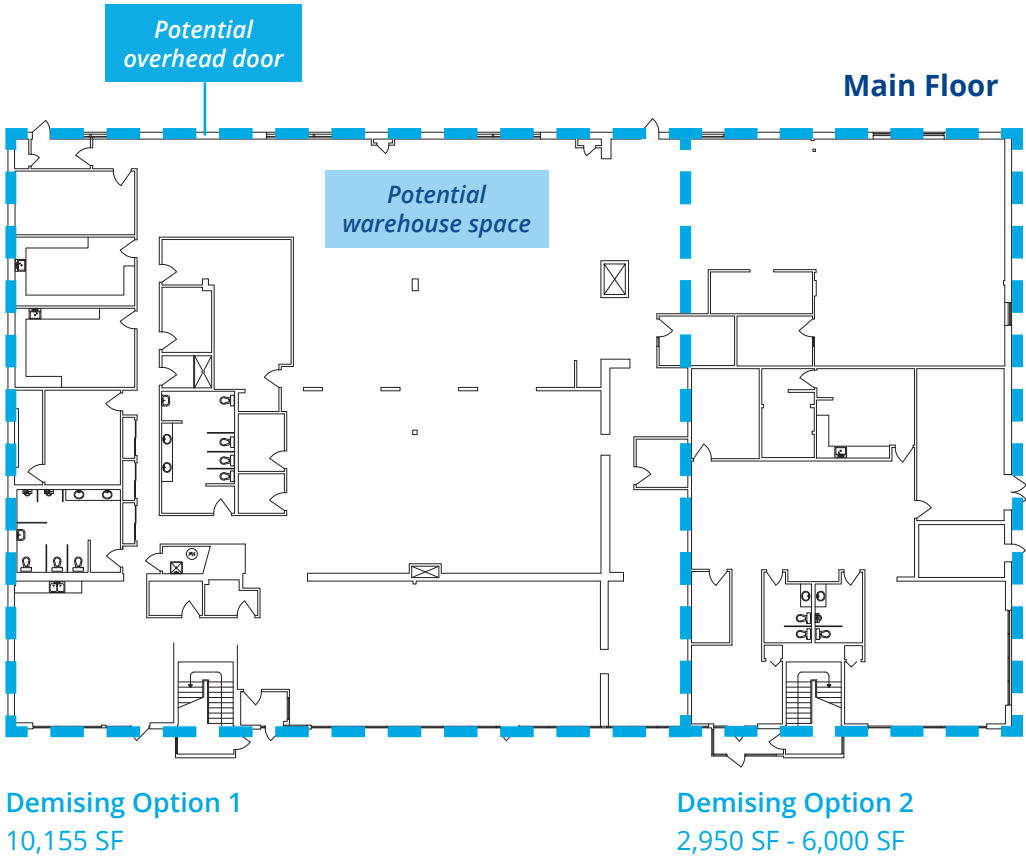 Potential
overhead door
Main Floor
Potential
warehouse space
Demising Option 1
10,155 SF
Demising Option 2
2,950 SF - 6,000 SF